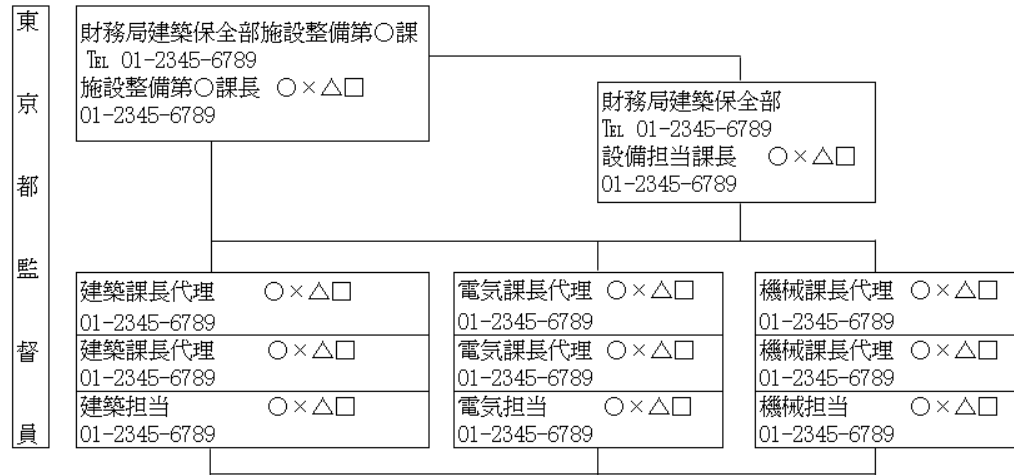 東京都監督員
財務局建築保全部施設整備第○課
℡ 01-2345-6789
施設整備第○課長 ○×△□
01-2345-6789
財務局建築保全部
℡ 01-2345-6789
設備担当課長 ○×△□
01-2345-6789
建築課長代理 ○×△□
01-2345-6789
建築課長代理 ○×△□
01-2345-6789
建築担当 ○×△□
01-2345-6789
電気課長代理 ○×△□
01-2345-6789
電気課長代理 ○×△□
01-2345-6789
電気担当 ○×△□
01-2345-6789
機械課長代理 ○×△□
01-2345-6789
機械課長代理 ○×△□
01-2345-6789
機械担当 ○×△□
01-2345-6789